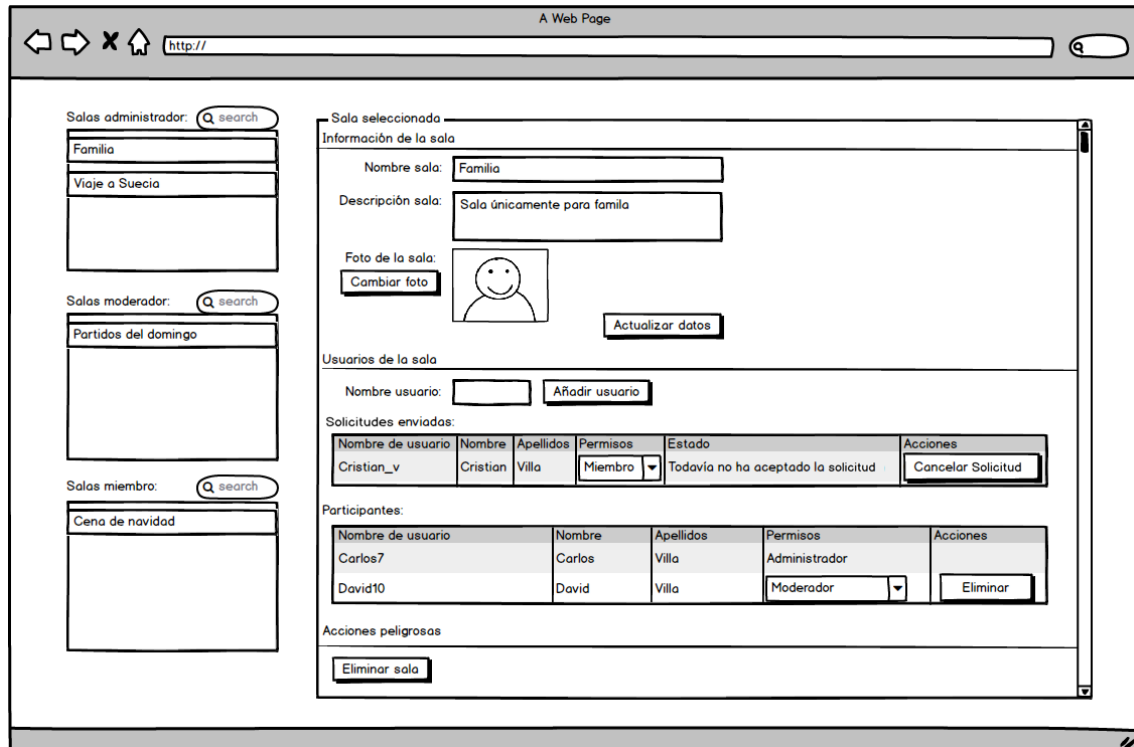 A Web Page
http://
Salas administrador: search
Familia
Viaje a Suecia
Salas moderador: search
Partidos del domingo
Salas miembro: search
Cena de navidad
Sala seleccionada
Información de la sala
Nombre sala: Familia
Descripción sala: Sala únicamente para famila
Foto de la sala:
Cambiar foto
Actualizar datos
Usuarios de la sala
Nombre usuario: Añadir usuario
Solicitudes enviadas:
Nombre de usuario Nombre Apellidos Permisos Estado Acciones
Cristian_v Cristian Villa Miembro Todavía no ha aceptado la solicitud Cancelar Solicitud
Participantes:
Nombre de usuario Nombre Apellidos Permisos Acciones
Carlos7 Carlos Villa Administrador
David10 David Villa Moderador Eliminar
Acciones peligrosas
Eliminar sala